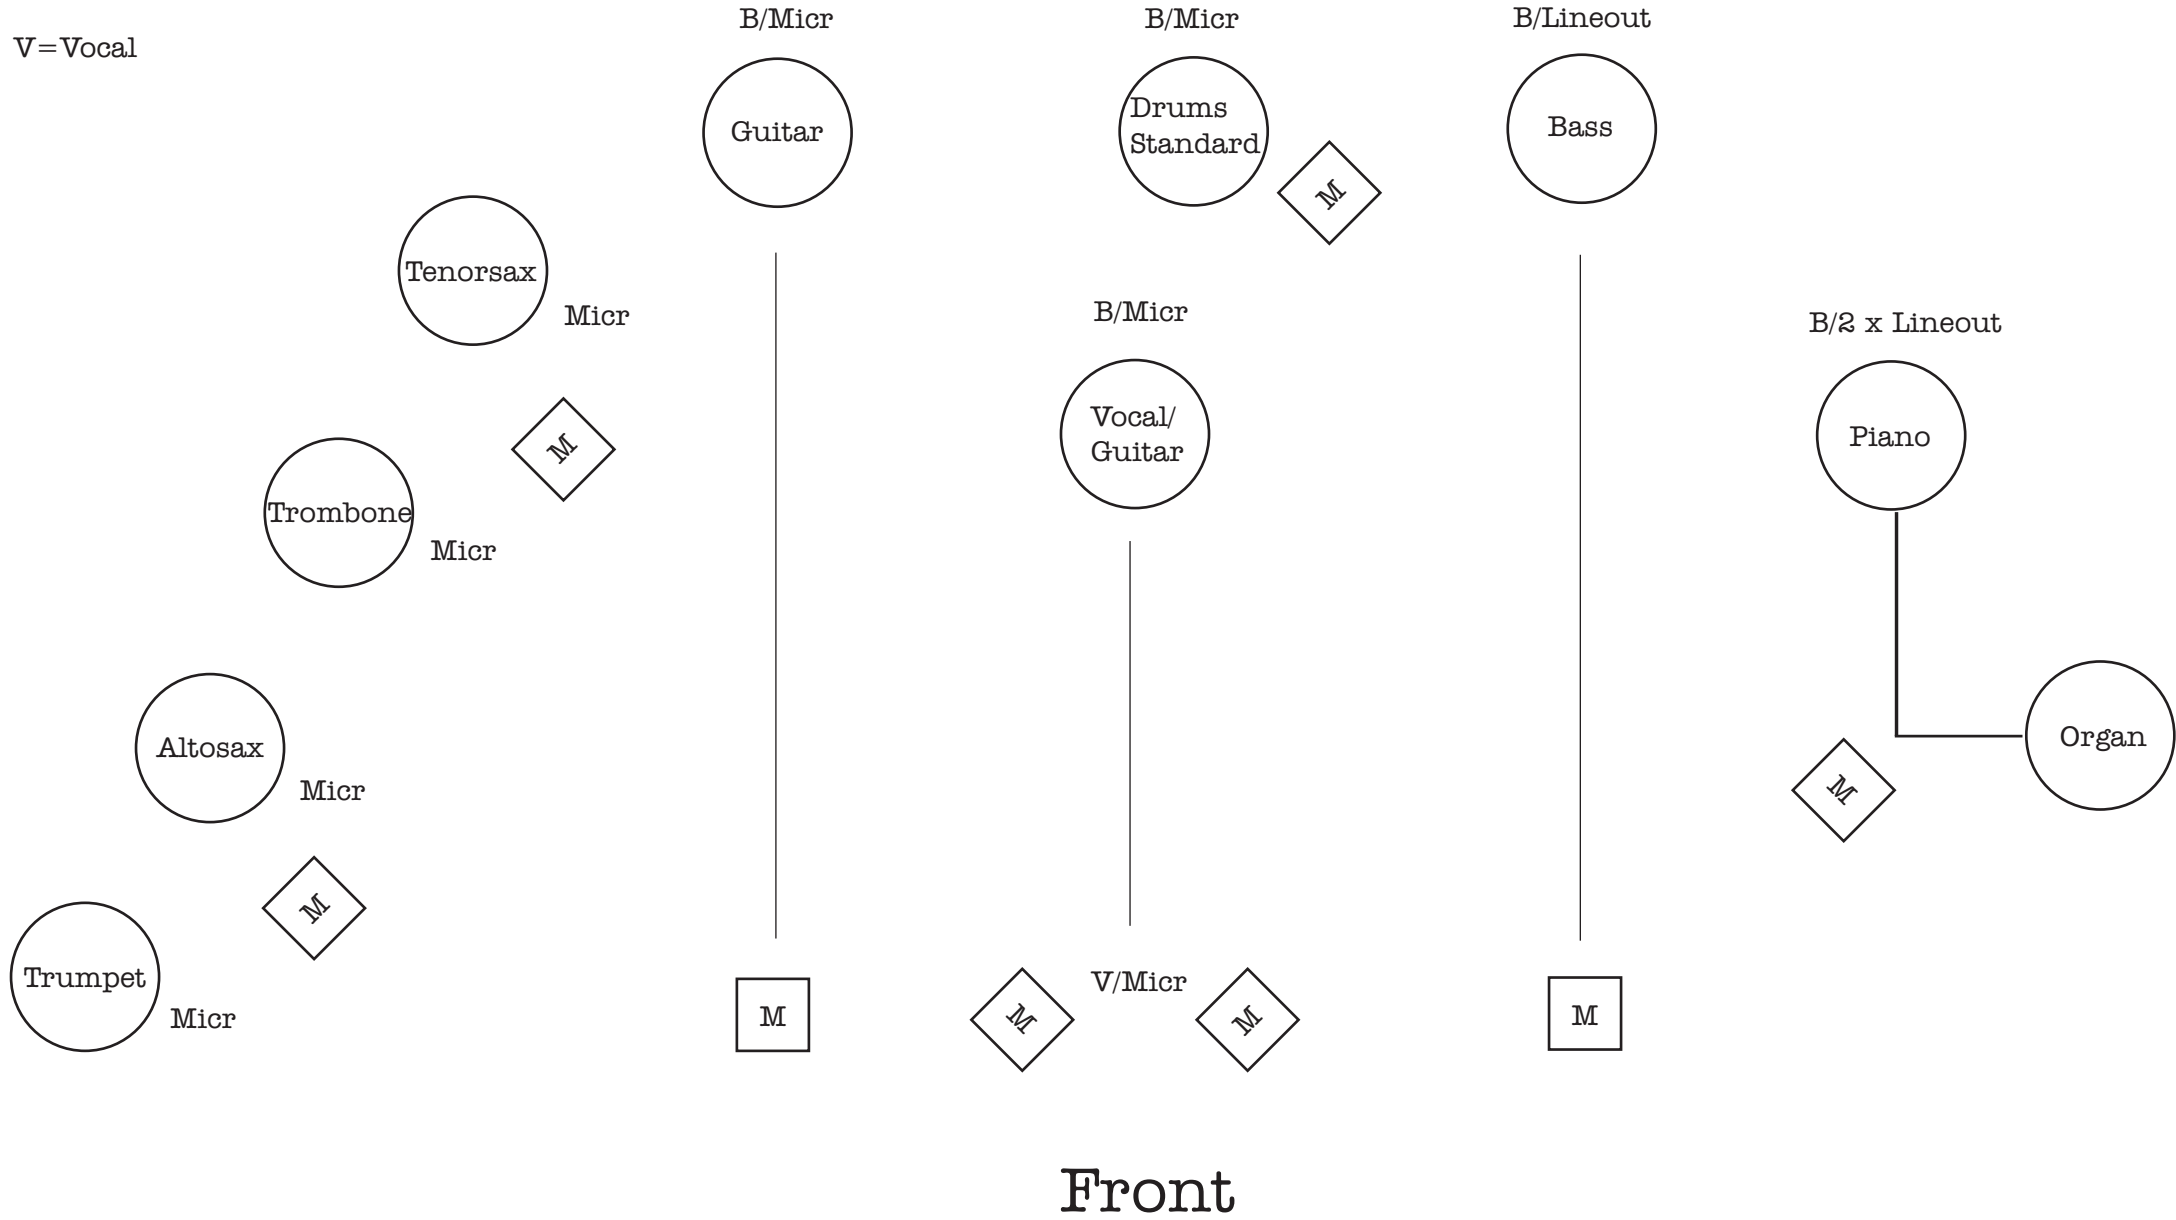 V=Vocal
B/Micr
B/Micr
B/Lineout
Guitar
Drums
Standard
Bass
M
Tenorsax
Micr
B/Micr
B/2 x Lineout
Vocal/
Guitar
Piano
M
Trombone
Micr
Altosax
Micr
Organ
M
M
Trumpet
Micr
V/Micr
M
M
M
M
Front